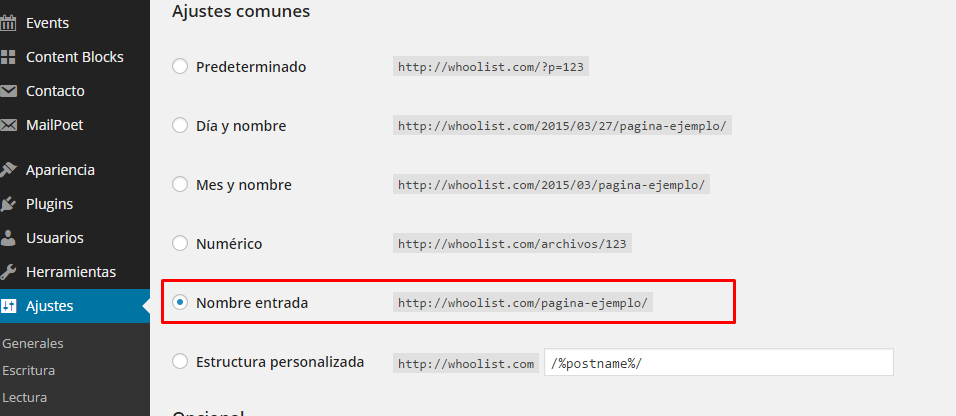 Events
Content Blocks
Contacto
MailPoet
Apariencia
Plugins
Usuarios
Herramientas
Ajustes
Generales
Escritura
Lectura
Ajustes comunes
Predeterminado http://whoolist.com/?p=123
Día y nombre http://whoolist.com/2015/03/27/pagina-ejemplo/
Mes y nombre http://whoolist.com/2015/03/pagina-ejemplo/
Numérico http://whoolist.com/archivos/123
Nombre entrada http://whoolist.com/pagina-ejemplo/
Estructura personalizada http://whoolist.com /%postname%/
Opcional